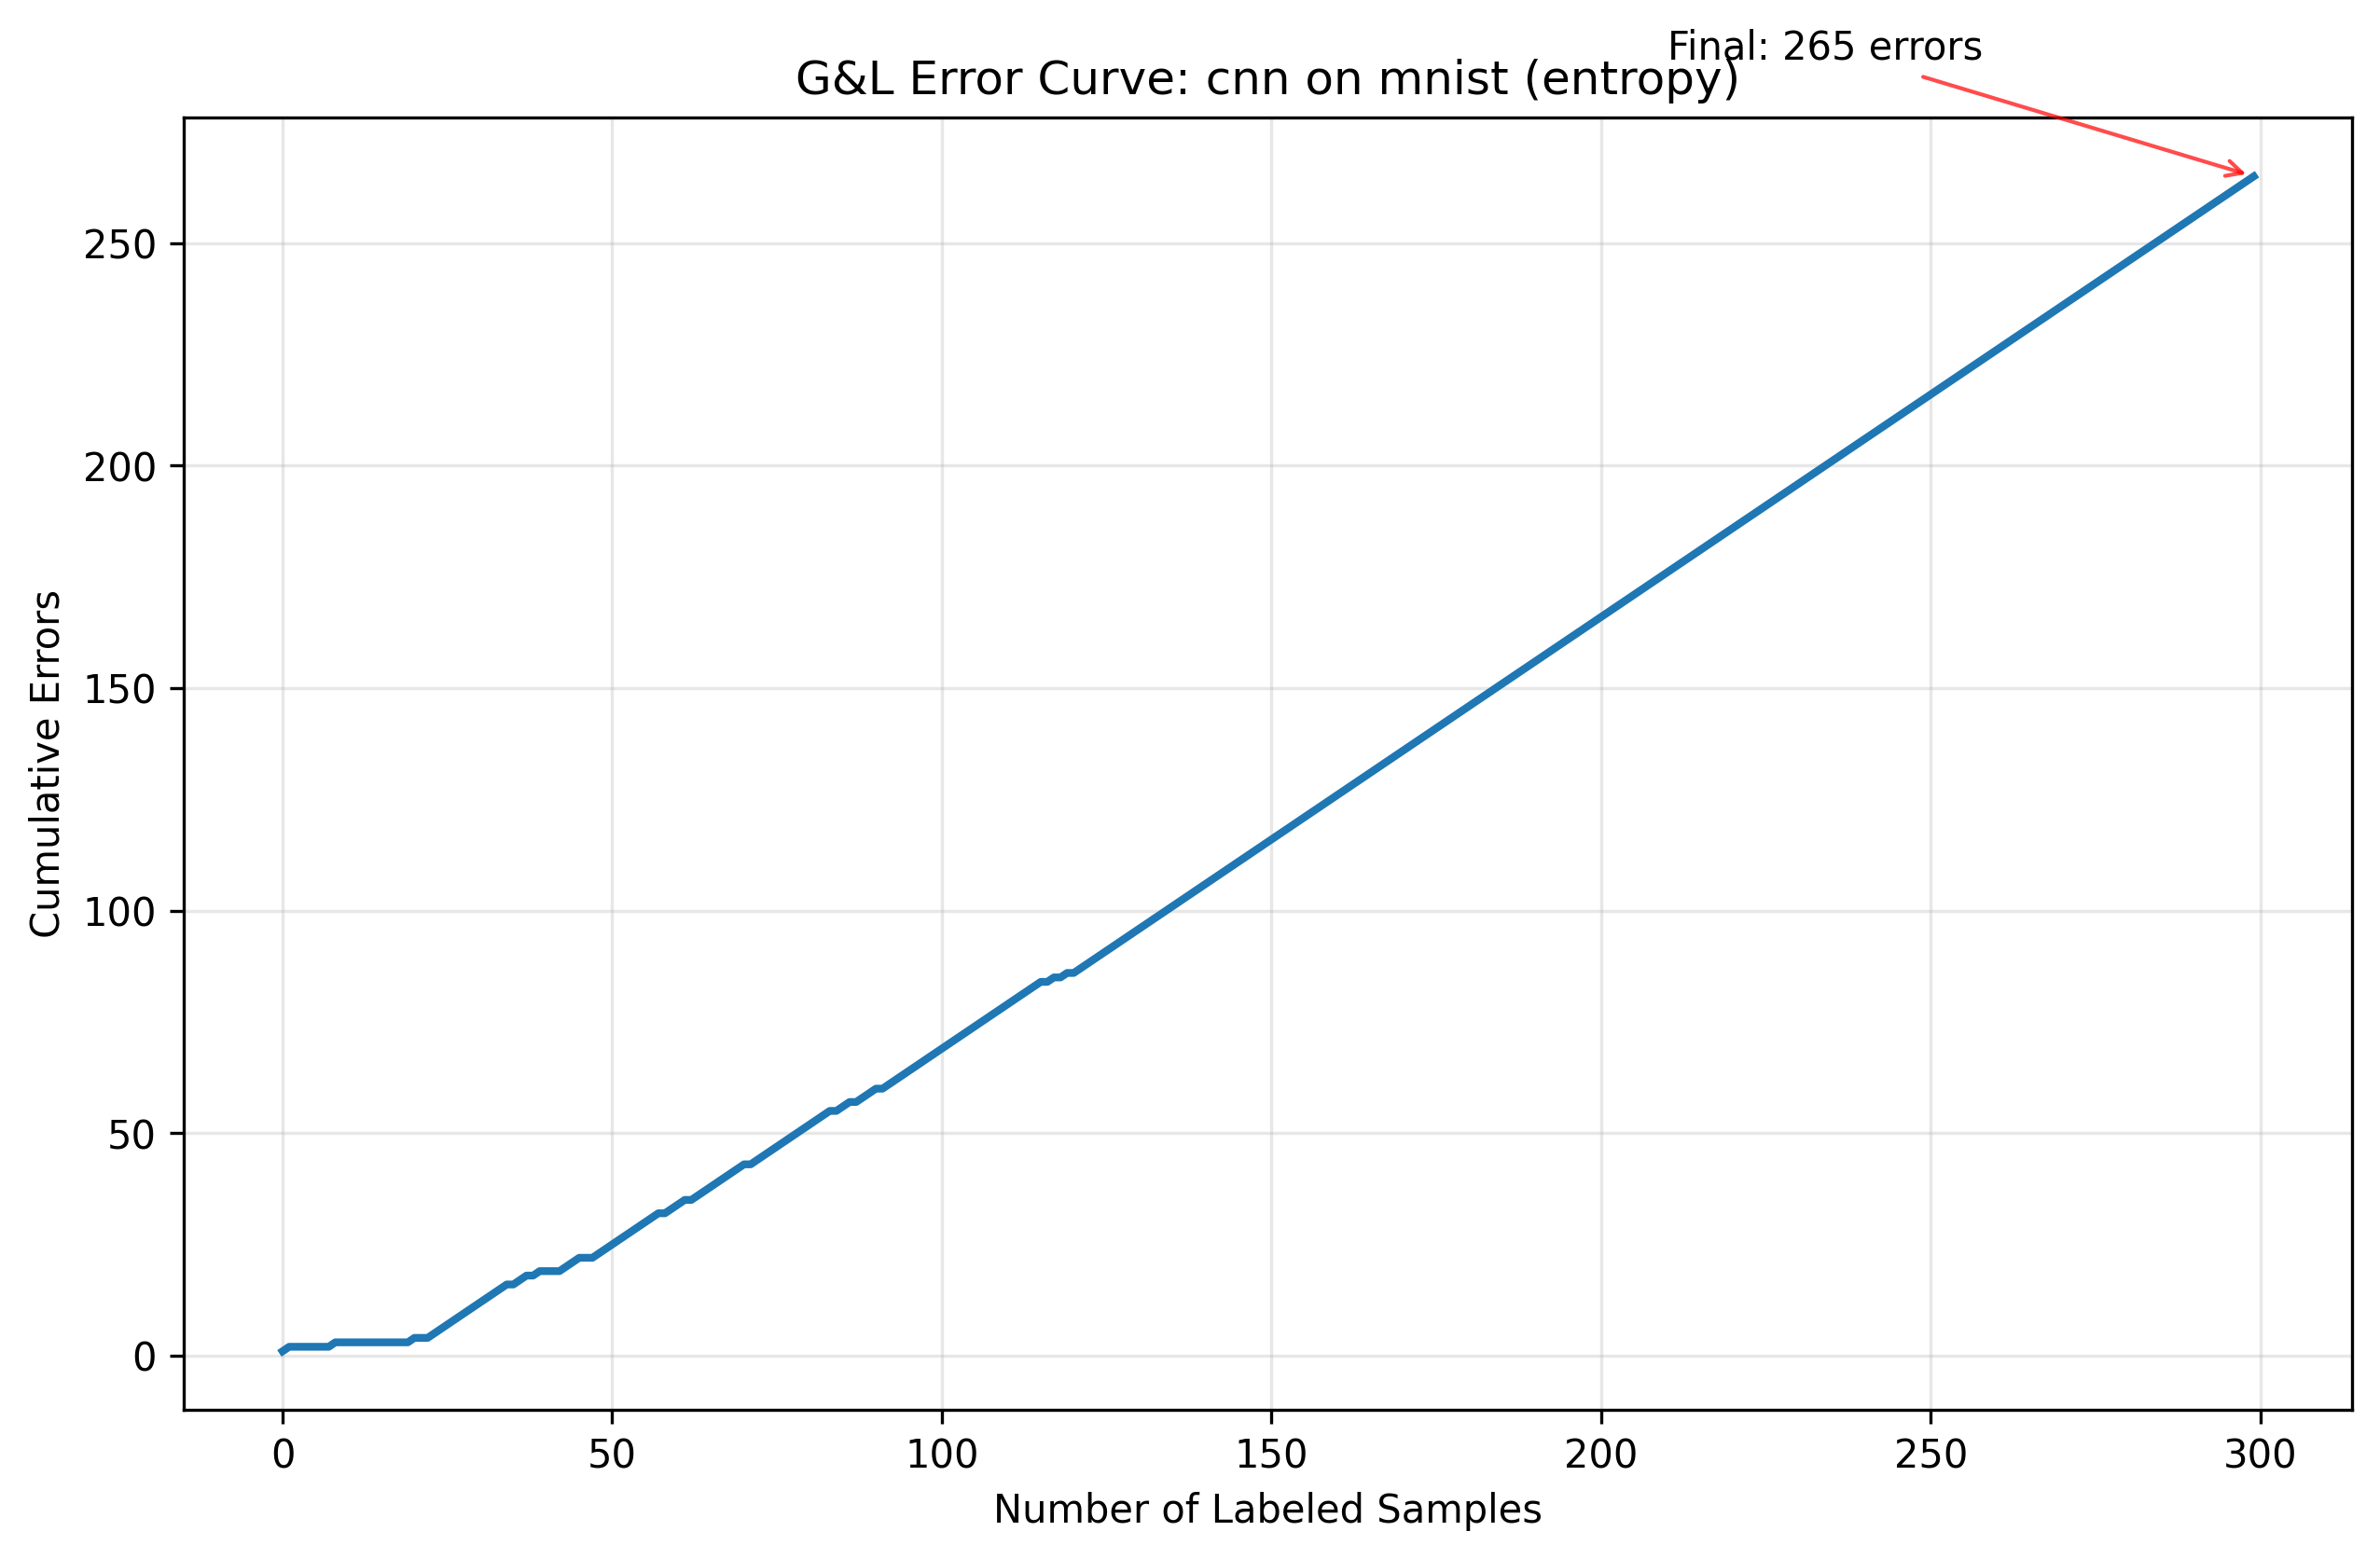 Final: 265 errors
G&L Error Curve: cnn on mnist (entropy)
Cumulative Errors
250
200
150
100
50
0
0 50 100 150 200 250 300
Number of Labeled Samples